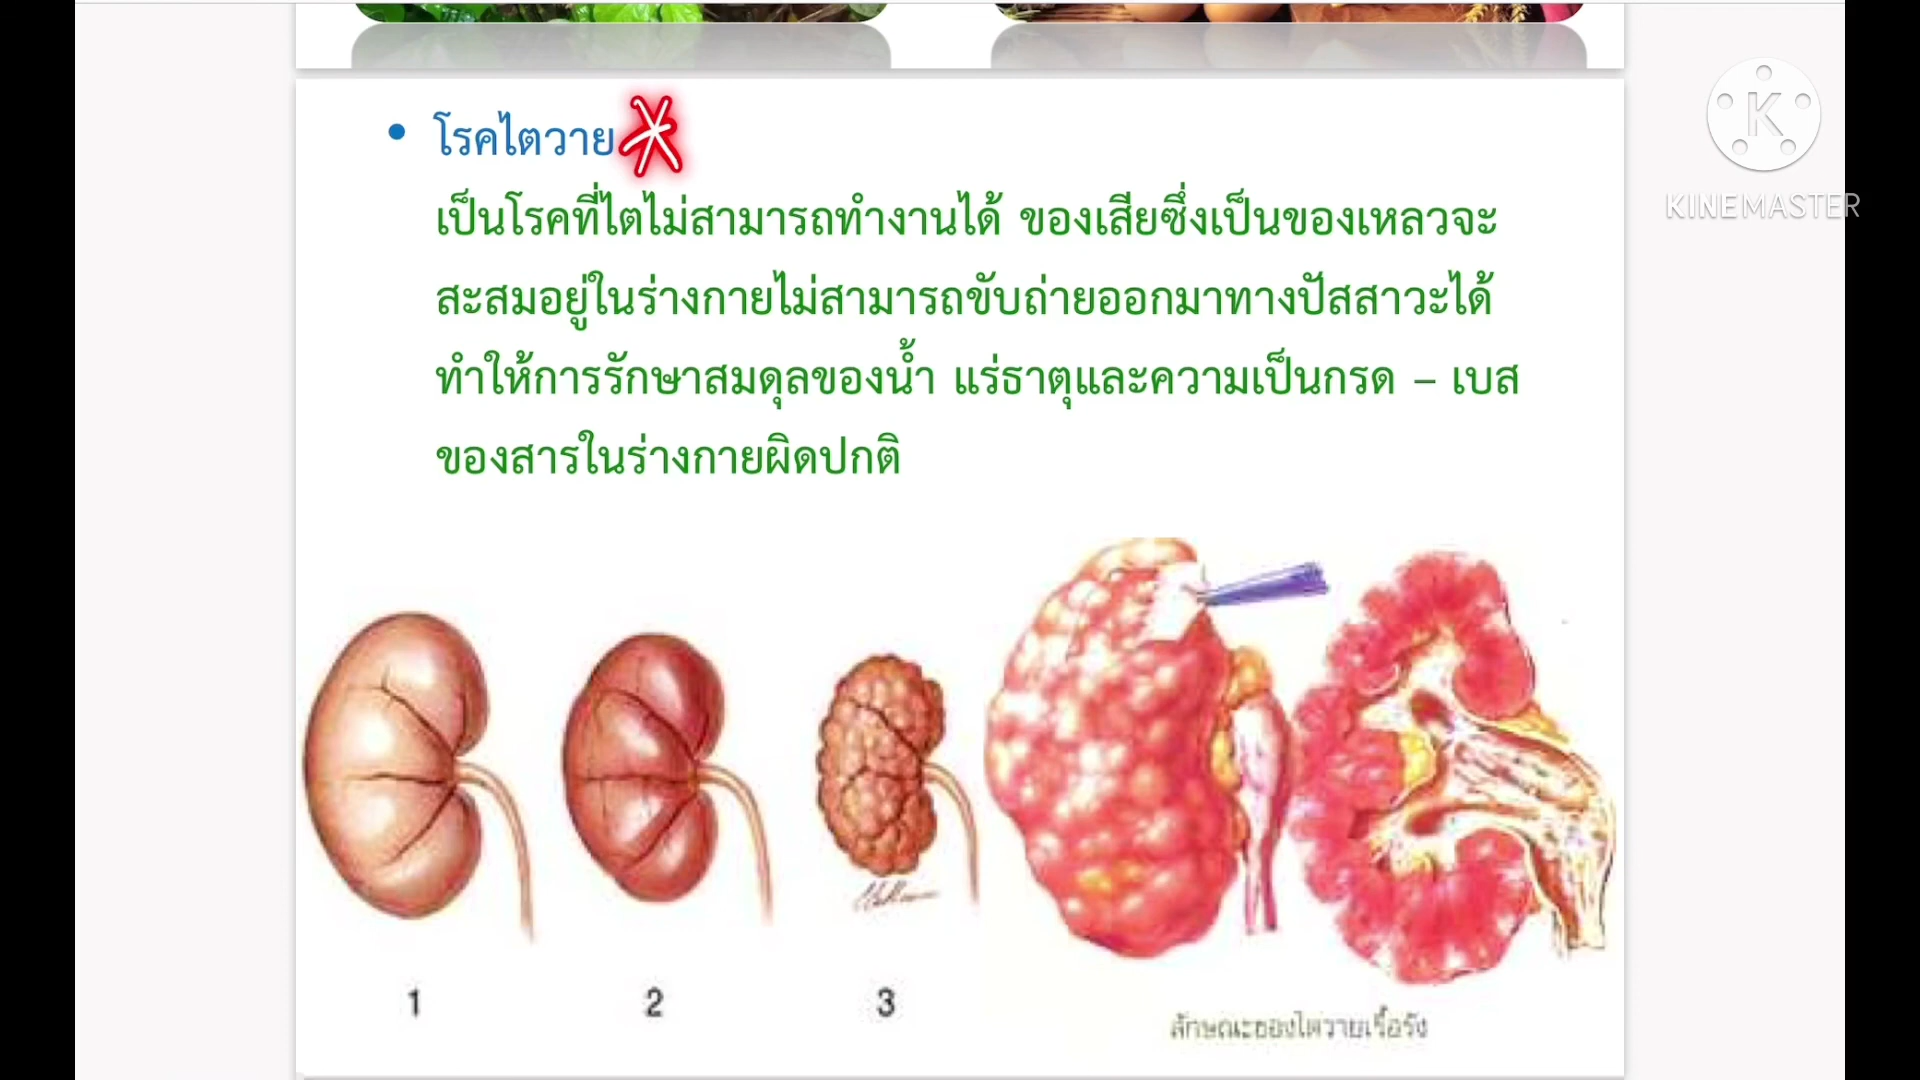 โรคไตวาย
K
KINEMASTER
เป็นโรคที่ไตไม่สามารถทำงานได้ ของเสียซึ่งเป็นของเหลวจะ
สะสมอยู่ในร่างกายไม่สามารถขับถ่ายออกมาทางปัสสาวะได้
ทำให้การรักษาสมดุลของน้ำ แร่ธาตุและความเป็นกรด – เบส
ของสารในร่างกายผิดปกติ
1 2 3
ลักษณะของไตวายเรื้อรัง